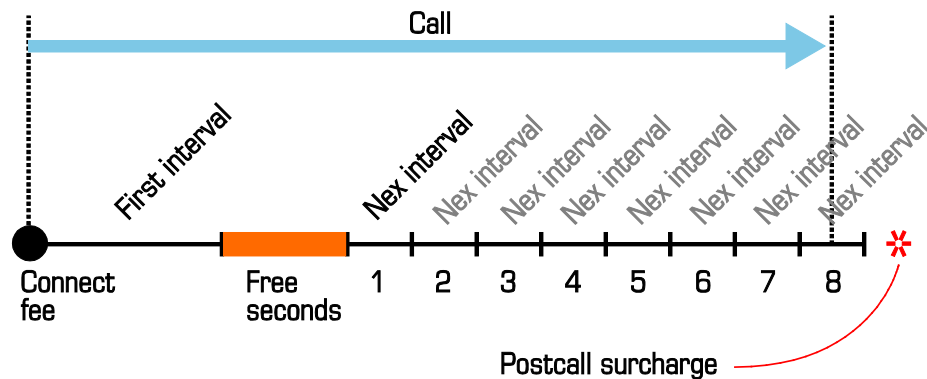 Call
First interval
Nex interval
Nex interval
Nex interval
Nex interval
Nex interval
Nex interval
Nex interval
Nex interval
Connect
fee
Free
seconds
1 2 3 4 5 6 7 8
Postcall surcharge